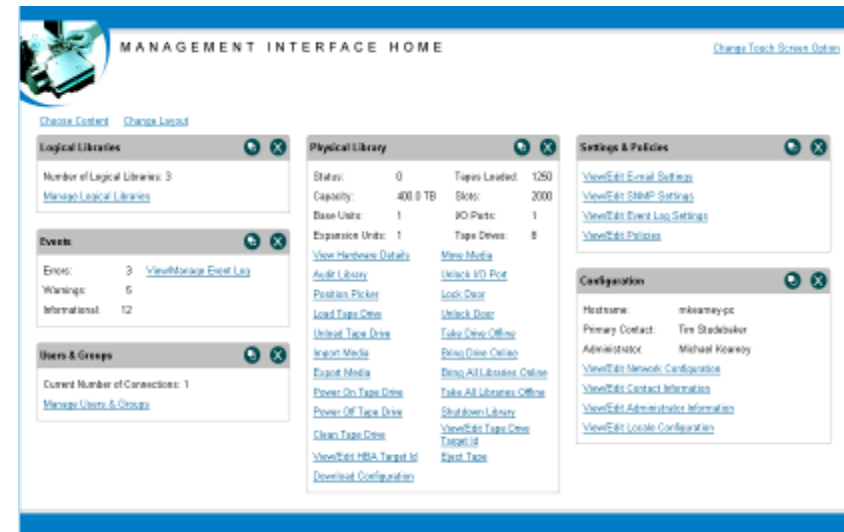 MANAGEMENT INTERFACE HOME
Change Touch Screen Option
Choose Content Change Layout
Logical Libraries
Number of Logical Libraries: 3
Manage Logical Libraries
Events
Errors: 3 View/Manage Event Log
Warnings: 5
Informational: 12
Users & Groups
Current Number of Connections: 1
Manage Users & Groups
Physical Library
Status: 0 Tapes Loaded: 1250
Capacity: 400.0 TB Slots: 2000
Base Units: 1 I/O Ports: 1
Expansion Units: 1 Tape Drives: 8
View Hardware Details Move Media
Audit Library Unlock I/O Port
Position Picker Lock Door
Load Tape Drive Unlock Door
Unload Tape Drive Take Drive Offline
Import Media Bring Drive Online
Export Media Bring All Libraries Online
Power On Tape Drive Take All Libraries Offline
Power Off Tape Drive Shutdown Library
Clean Tape Drive View/Edit Tape Drive
Target Id
View/Edit HBA Target Id Eject Tape
Download Configuration
Settings & Policies
View/Edit E-mail Settings
View/Edit SNMP Settings
View/Edit Event Log Settings
View/Edit Policies
Configuration
Hostname: mkearney-pc
Primary Contact: Tim Studebaker
Administrator: Michael Kearney
View/Edit Network Configuration
View/Edit Contact Information
View/Edit Administrator Information
View/Edit Locale Configuration